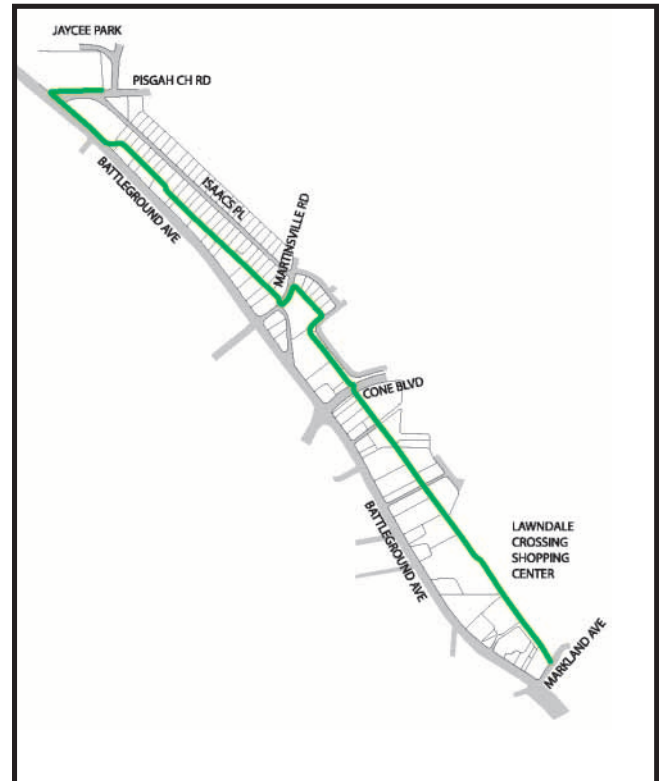 JAYCEE PARK
PISGAH CH RD
BATTLEGROUND AVE
ISAACS PL
MARTINSVILLE RD
CONE BLVD
BATTLEGROUND AVE
LAWNDALE
CROSSING
SHOPPING
CENTER
MARKLAND AVE